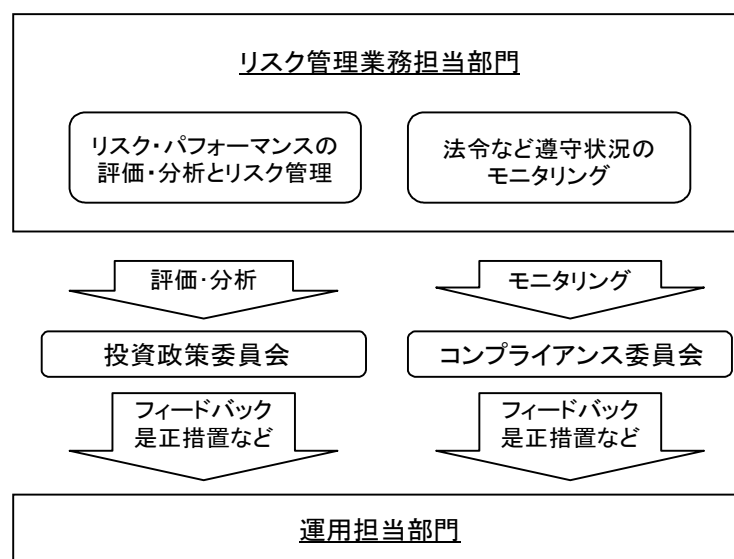 リスク管理業務担当部門
リスク・パフォーマンスの
評価・分析とリスク管理
法令など遵守状況の
モニタリング
評価・分析
モニタリング
投資政策委員会
コンプライアンス委員会
フィードバック
是正措置など
フィードバック
是正措置など
運用担当部門